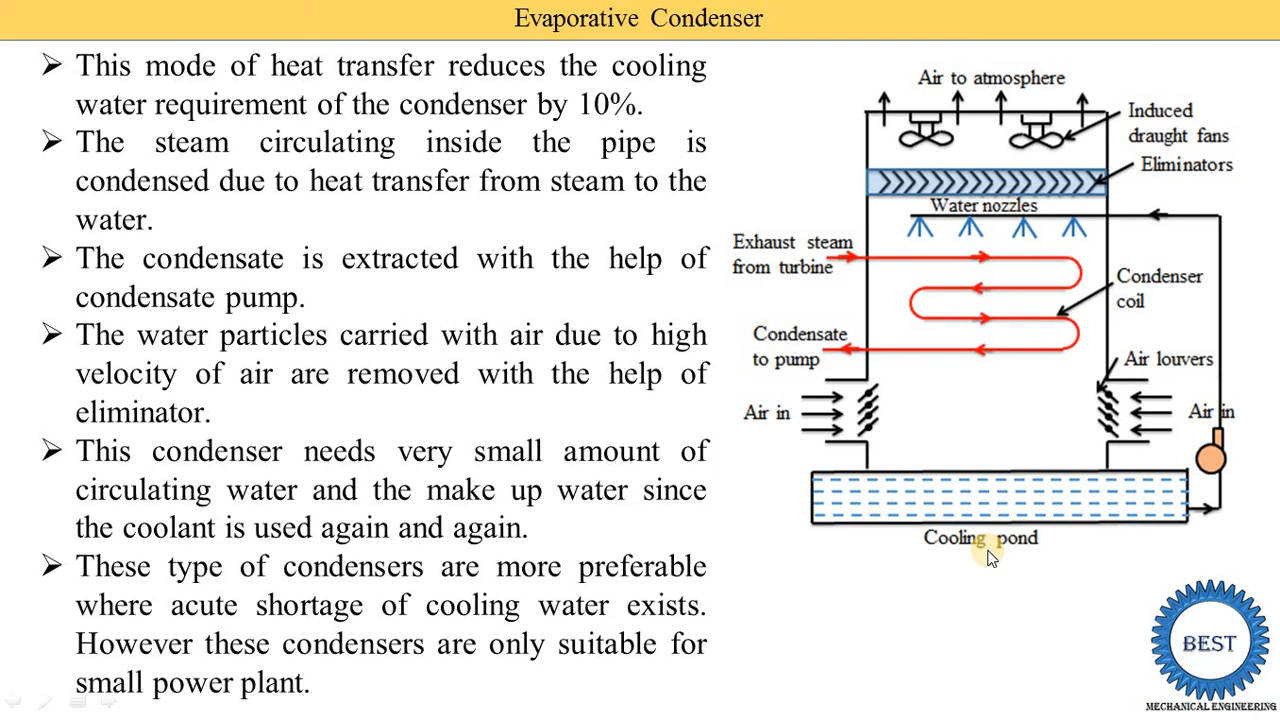 Evaporative Condenser
➢ This mode of heat transfer reduces the cooling
water requirement of the condenser by 10%.
➢ The steam circulating inside the pipe is
condensed due to heat transfer from steam to the
water.
➢ The condensate is extracted with the help of
condensate pump.
➢ The water particles carried with air due to high
velocity of air are removed with the help of
eliminator.
➢ This condenser needs very small amount of
circulating water and the make up water since
the coolant is used again and again.
➢ These type of condensers are more preferable
where acute shortage of cooling water exists.
However these condensers are only suitable for
small power plant.
Air to atmosphere
Induced
draught fans
Eliminators
Water nozzles
Exhaust steam
from turbine
Condenser
coil
Condensate
to pump
Air louvers
Air in
Air in
Cooling pond
BEST
MECHANICAL ENGINEERING